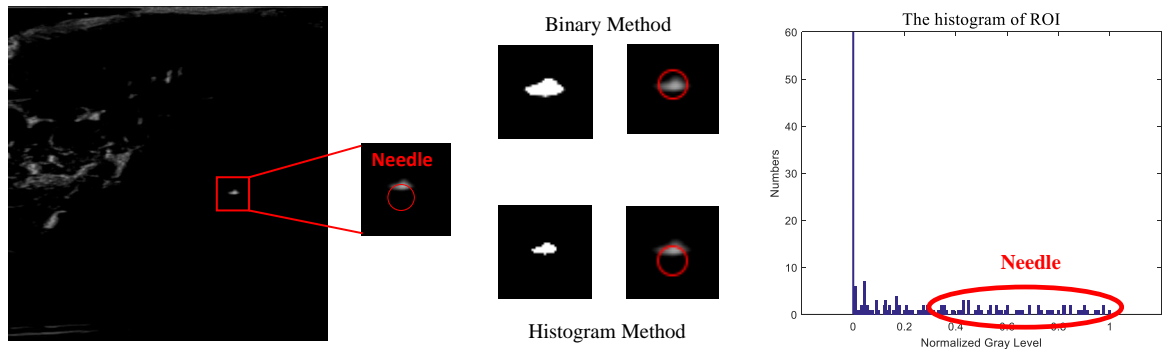 Needle
Binary Method
Histogram Method
The histogram of ROI
60
50
40
30
20
10
0
Numbers
Needle
0 0.2 0.4 0.6 0.8 1
Normalized Gray Level